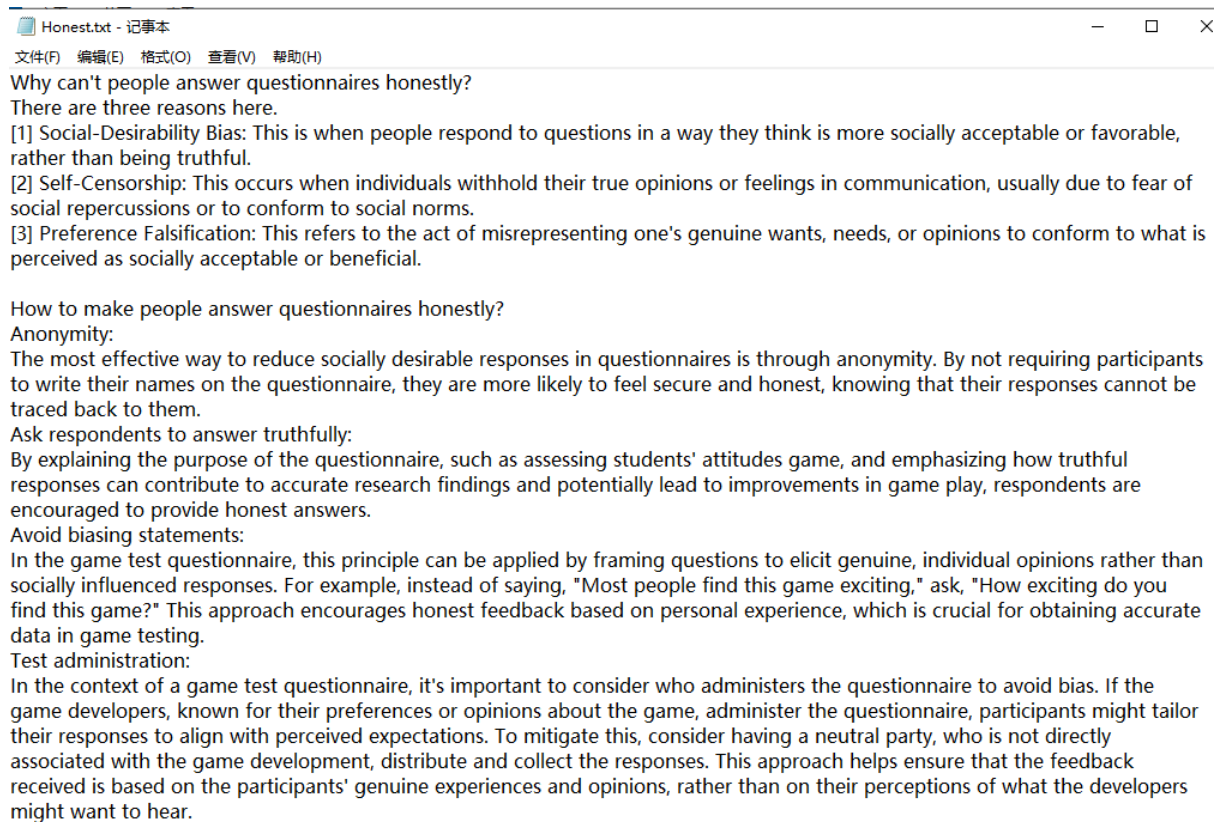 Honest.txt - 记事本
文件(F) 编辑(E) 格式(O) 查看(V) 帮助(H)
Why can't people answer questionnaires honestly?
There are three reasons here.
[1] Social-Desirability Bias: This is when people respond to questions in a way they think is more socially acceptable or favorable,
rather than being truthful.
[2] Self-Censorship: This occurs when individuals withhold their true opinions or feelings in communication, usually due to fear of
social repercussions or to conform to social norms.
[3] Preference Falsification: This refers to the act of misrepresenting one's genuine wants, needs, or opinions to conform to what is
perceived as socially acceptable or beneficial.
How to make people answer questionnaires honestly?
Anonymity:
The most effective way to reduce socially desirable responses in questionnaires is through anonymity. By not requiring participants
to write their names on the questionnaire, they are more likely to feel secure and honest, knowing that their responses cannot be
traced back to them.
Ask respondents to answer truthfully:
By explaining the purpose of the questionnaire, such as assessing students' attitudes game, and emphasizing how truthful
responses can contribute to accurate research findings and potentially lead to improvements in game play, respondents are
encouraged to provide honest answers.
Avoid biasing statements:
In the game test questionnaire, this principle can be applied by framing questions to elicit genuine, individual opinions rather than
socially influenced responses. For example, instead of saying, "Most people find this game exciting," ask, "How exciting do you
find this game?" This approach encourages honest feedback based on personal experience, which is crucial for obtaining accurate
data in game testing.
Test administration:
In the context of a game test questionnaire, it's important to consider who administers the questionnaire to avoid bias. If the
game developers, known for their preferences or opinions about the game, administer the questionnaire, participants might tailor
their responses to align with perceived expectations. To mitigate this, consider having a neutral party, who is not directly
associated with the game development, distribute and collect the responses. This approach helps ensure that the feedback
received is based on the participants' genuine experiences and opinions, rather than on their perceptions of what the developers
might want to hear.